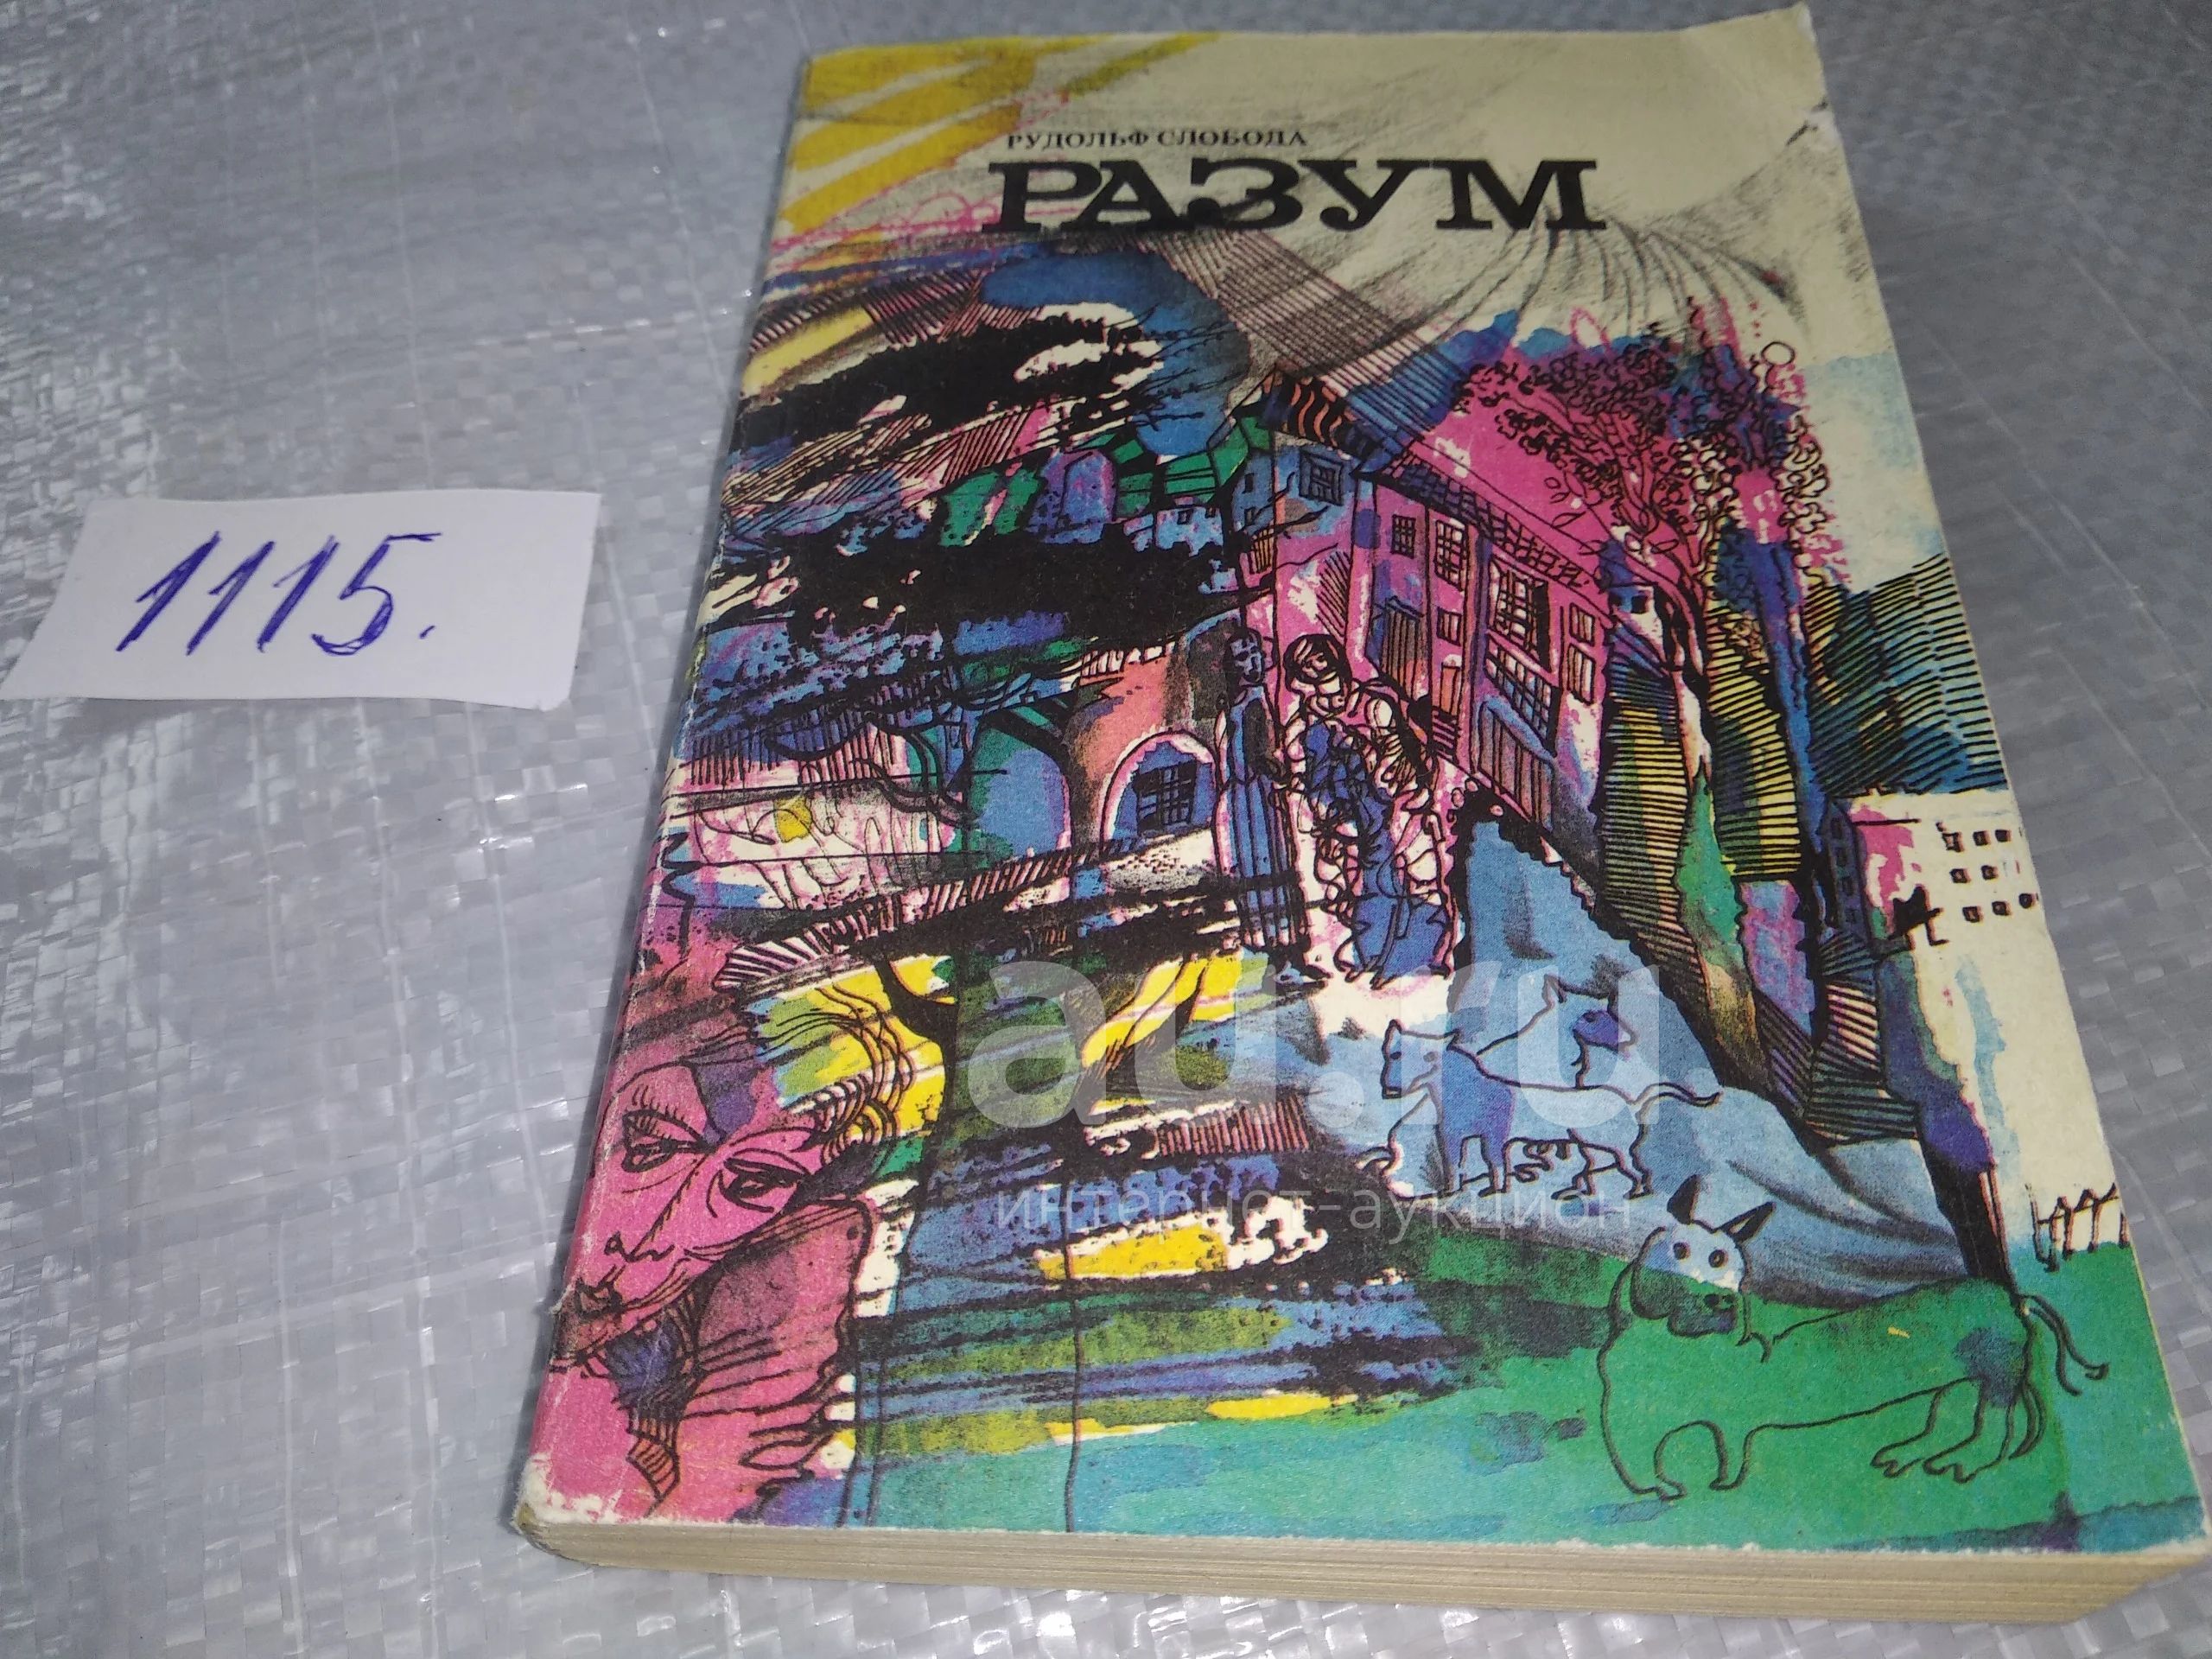 РУДОЛЬФ СЛОБОДА
РАЗУМ
1115.
au.ru
интернет-аукцион